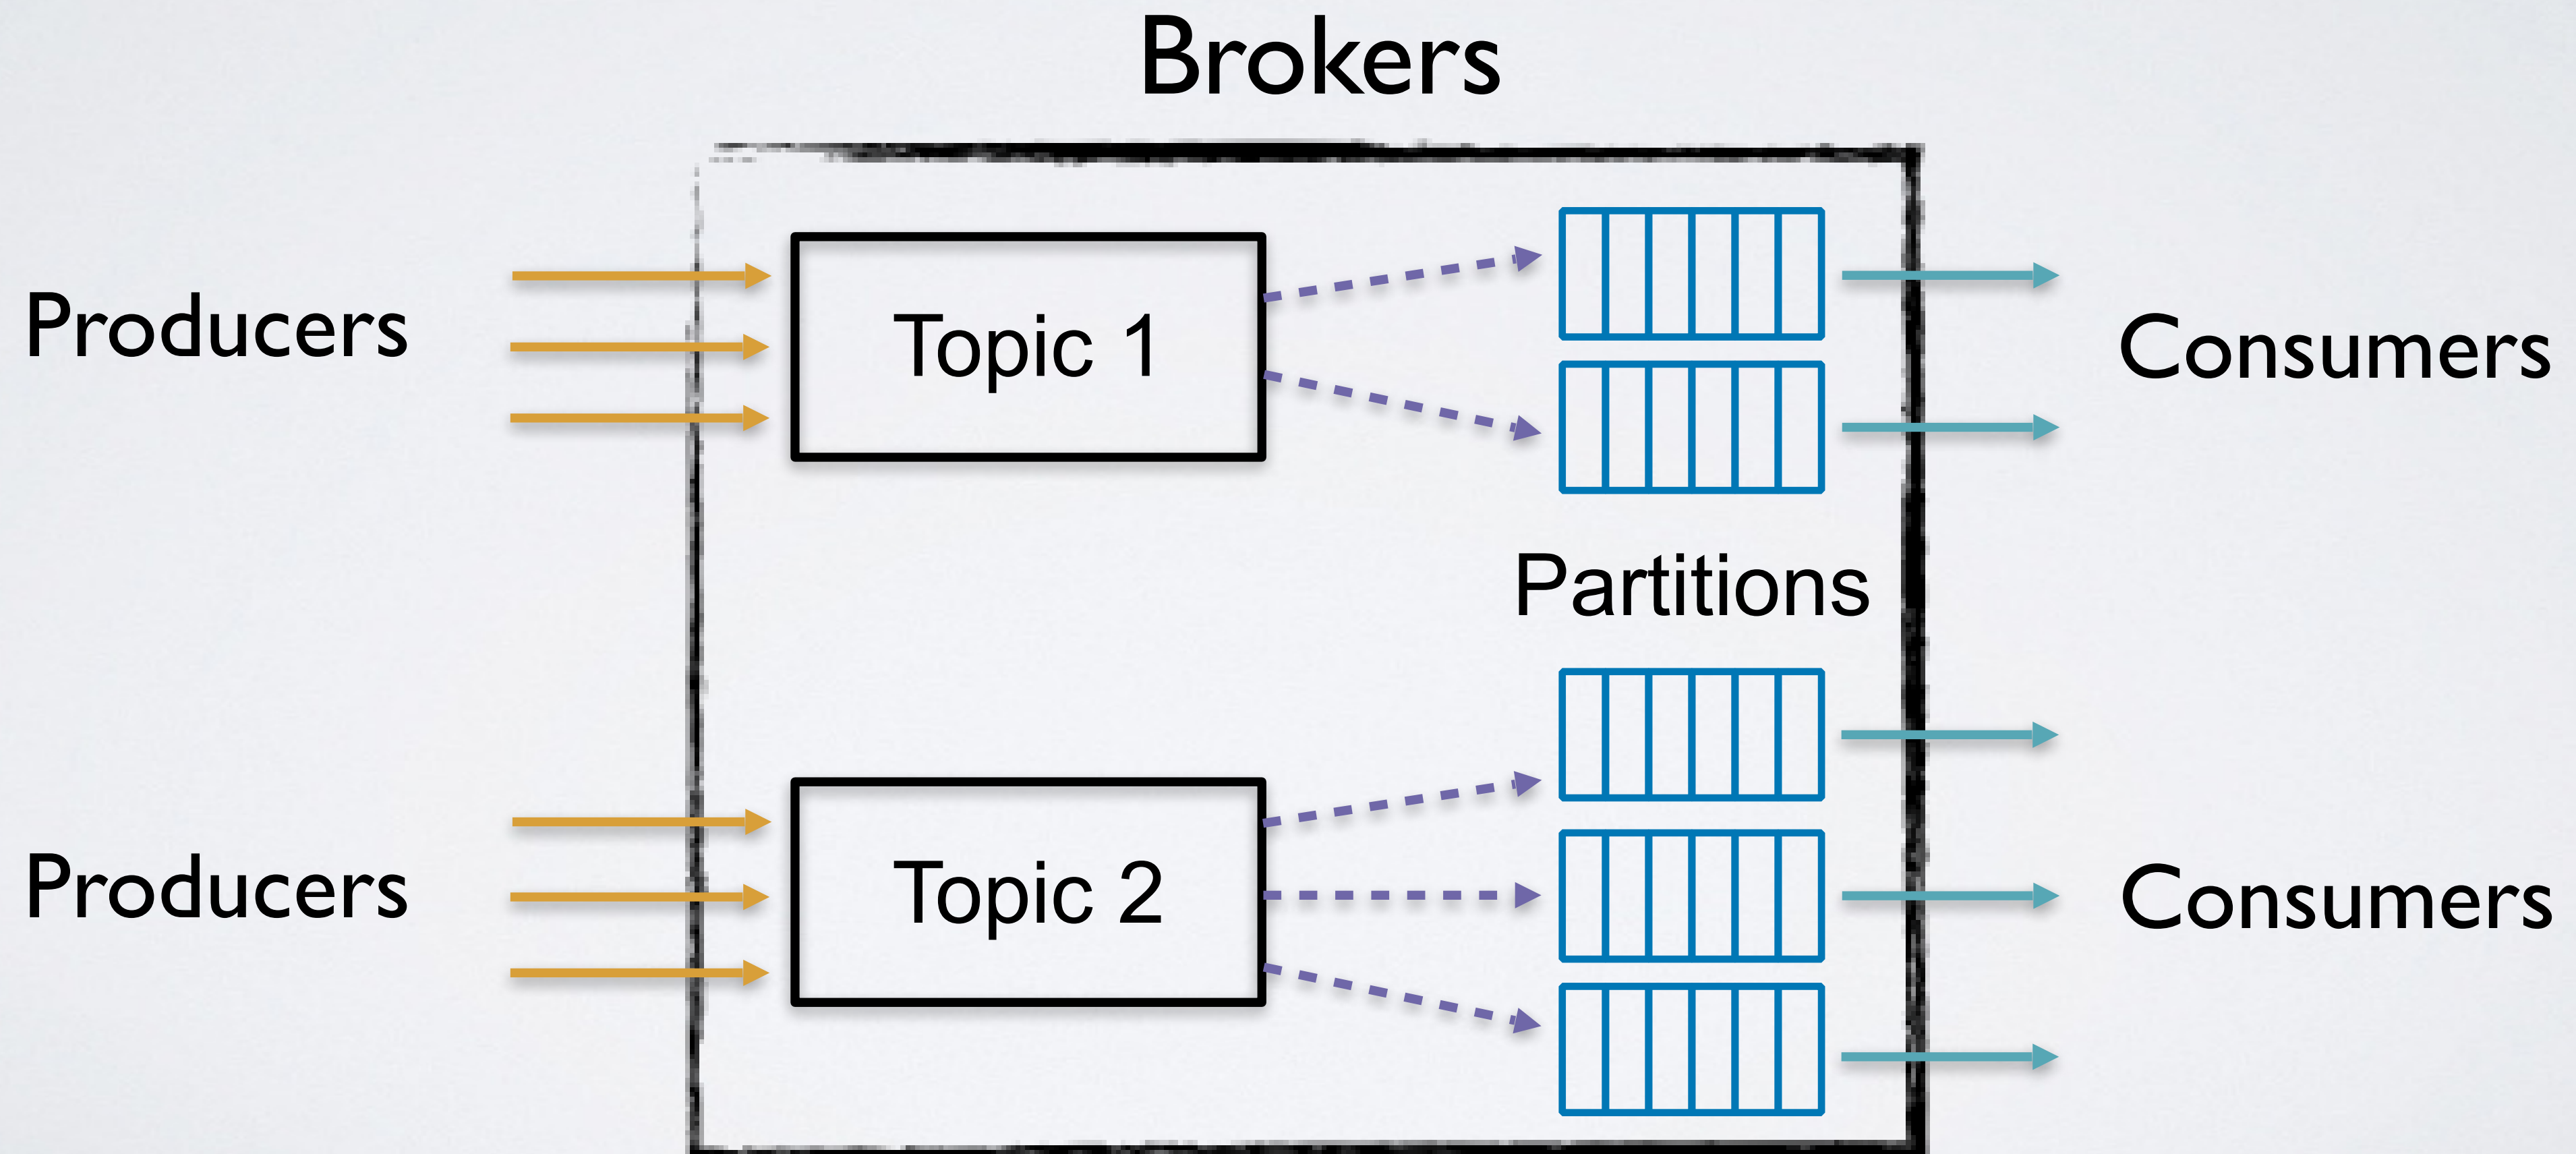 Brokers
Producers
Topic 1
Consumers
Partitions
Producers
Topic 2
Consumers